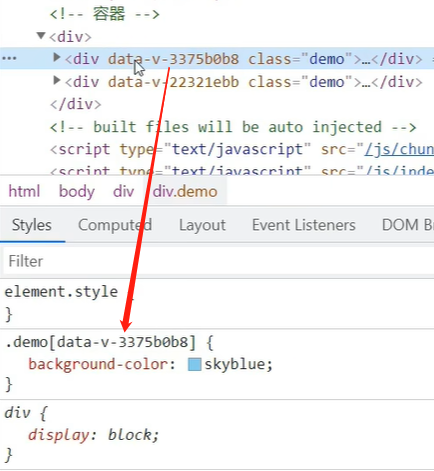 <!-- 容器 -->
▼<div>
••• ▶<div data-v-3375b0b8 class="demo">…</div>
▶<div data-v-22321ebb class="demo">…</div>
</div>
<!-- built files will be auto injected -->
<script type="text/javascript" src="/js/chun
<script type="text/javascript" src="/js/inde
html body div div.demo
Styles Computed Layout Event Listeners DOM Br
Filter
element.style
}
.demo[data-v-3375b0b8] {
background-color: skyblue;
}
div {
display: block;
}